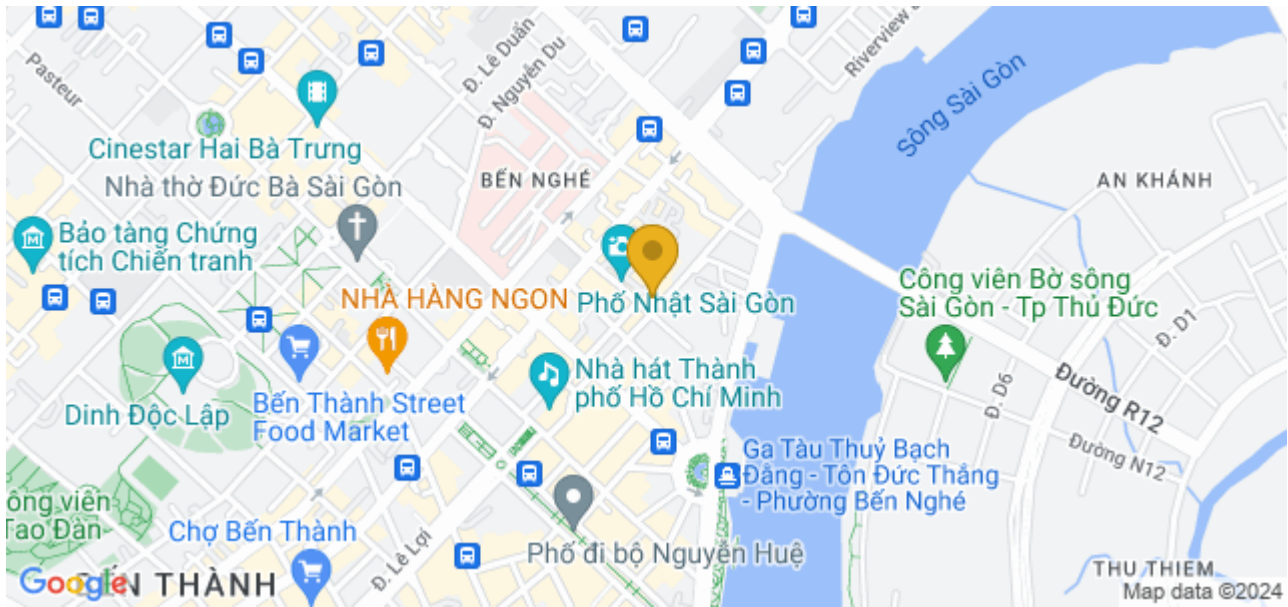 Pasteur
Đ. Lê Duẩn
Đ. Nguyễn Du
Riverview
Sông Sài Gòn
Cinestar Hai Bà Trưng
Nhà thờ Đức Bà Sài Gòn
BẾN NGHÉ
AN KHÁNH
Bảo tàng Chứng
tích Chiến tranh
NHÀ HÀNG NGON
Phố Nhật Sài Gòn
Công viên Bờ sông
Sài Gòn - Tp Thủ Đức
Đ. D1
Dinh Độc Lập
Bến Thành Street
Food Market
Nhà hát Thành
phố Hồ Chí Minh
Đ. D6
Đường R12
Đường N12
Ga Tàu Thuỷ Bạch
Đằng - Tôn Đức Thắng
- Phường Bến Nghé
ông viên
Tao Đàn
Chợ Bến Thành
Đ. Lê Lợi
Phố đi bộ Nguyễn Huệ
THU THIEM
Google
ẾN THÀNH
Map data ©2024